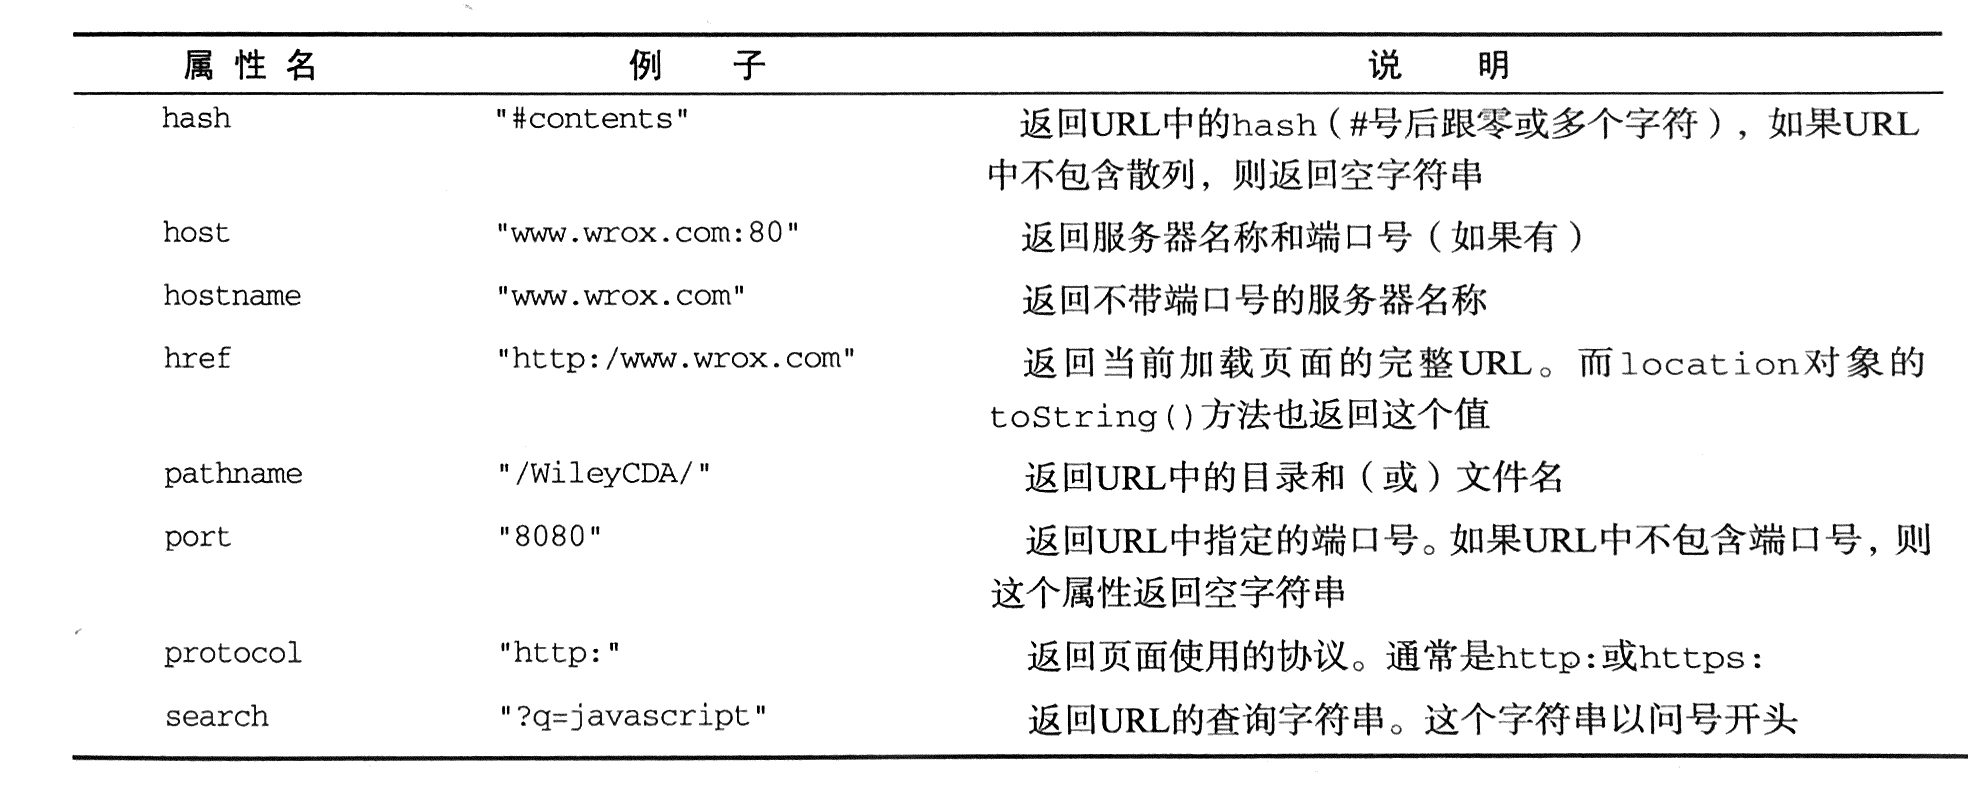 属 性 名 例 子 说 明
hash "#contents" 返回URL中的hash(#号后跟零或多个字符),如果URL
中不包含散列,则返回空字符串
host "www.wrox.com:80" 返回服务器名称和端口号(如果有)
hostname "www.wrox.com" 返回不带端口号的服务器名称
href "http:/www.wrox.com" 返回当前加载页面的完整URL。而location对象的
toString()方法也返回这个值
pathname "/WileyCDA/" 返回URL中的目录和(或)文件名
port "8080" 返回URL中指定的端口号。如果URL中不包含端口号,则
这个属性返回空字符串
protocol "http:" 返回页面使用的协议。通常是http:或https:
search "?q=javascript" 返回URL的查询字符串。这个字符串以问号开头